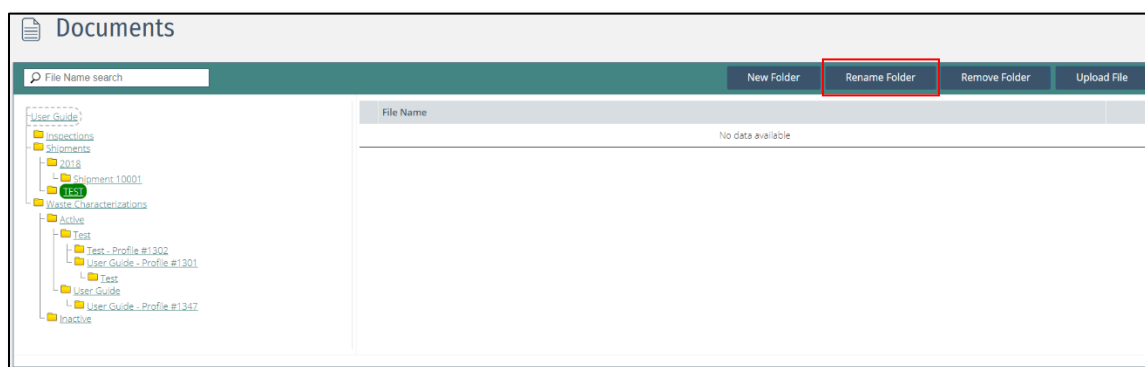 Documents
File Name search
New Folder Rename Folder Remove Folder Upload File
User Guide
Inspections
Shipments
2018
Shipment 10001
TEST
Waste Characterizations
Active
Test
Test - Profile #1302
User Guide - Profile #1301
Test
User Guide
User Guide - Profile #1347
Inactive
File Name
No data available